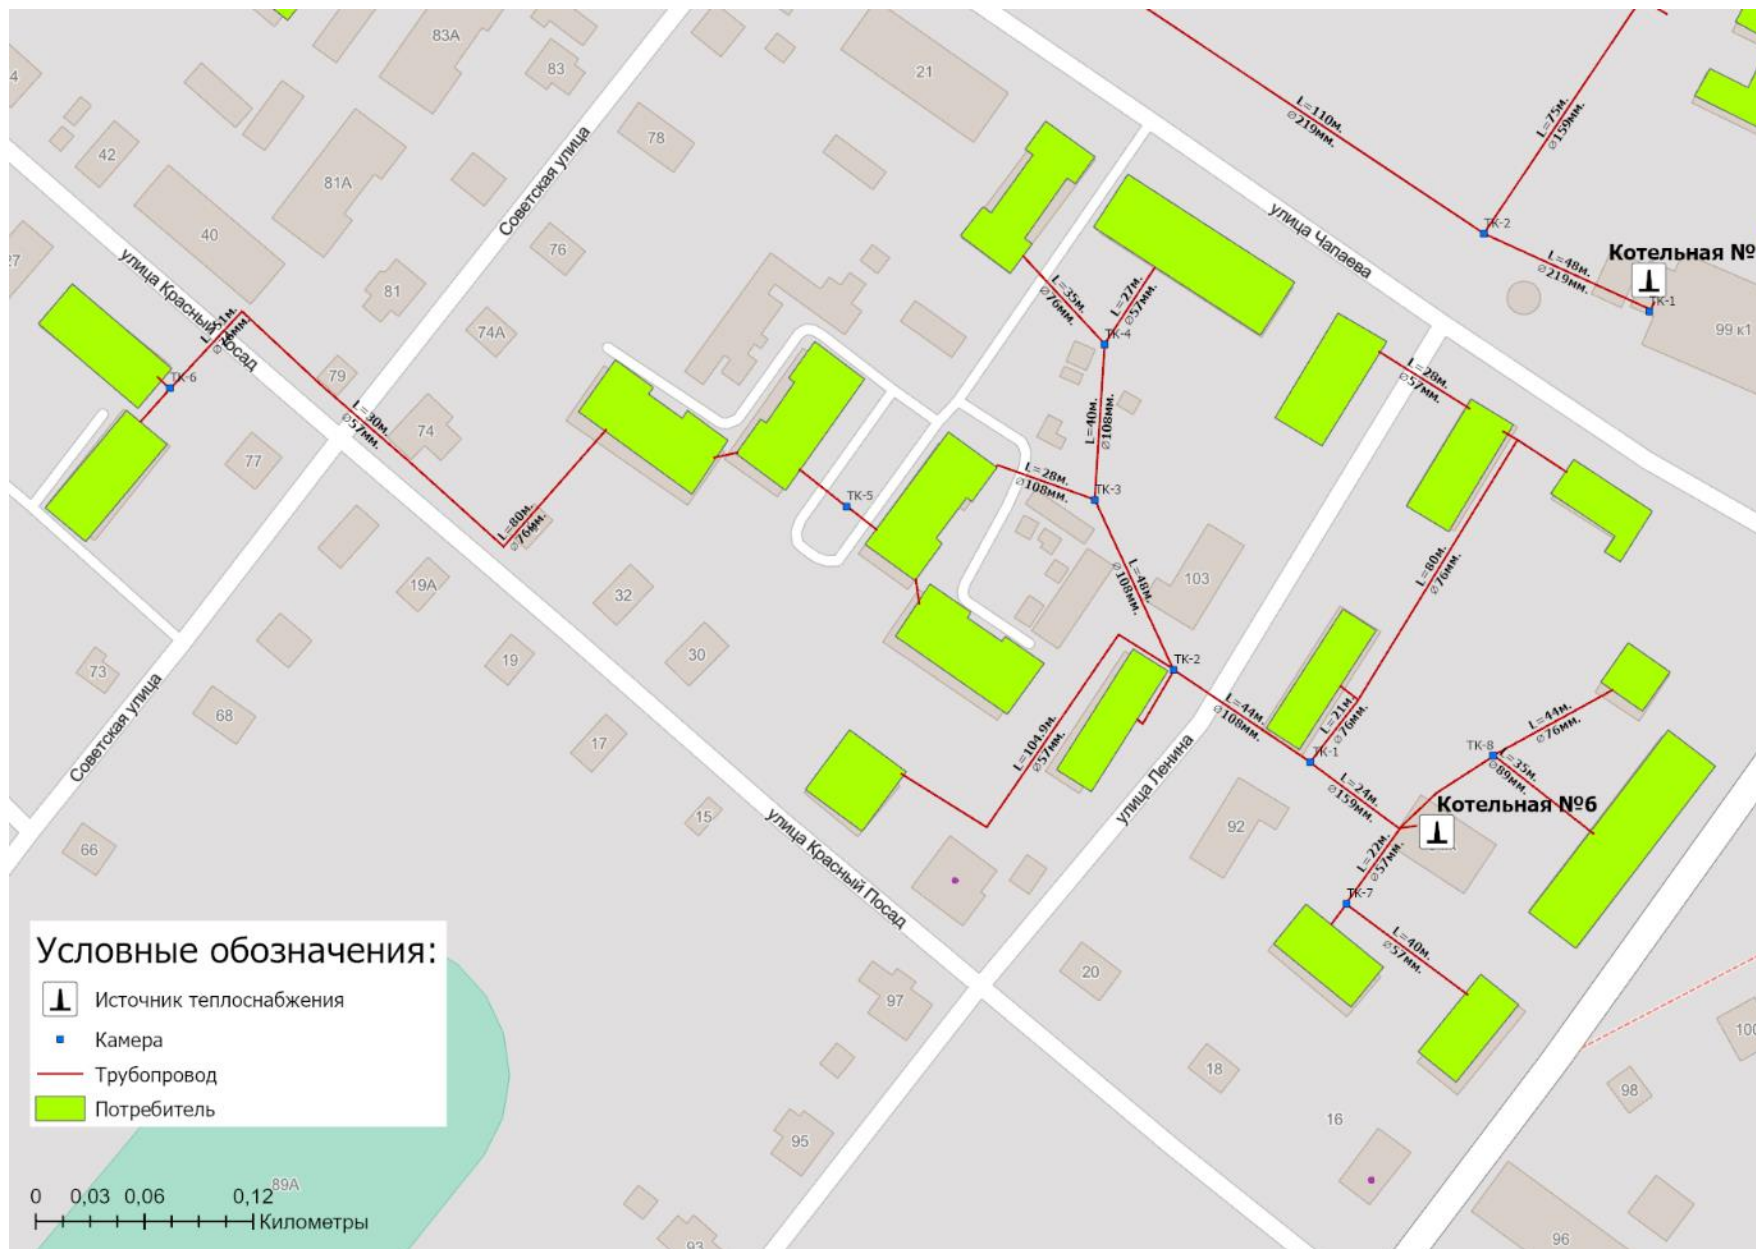 83А
83
21
78
42
81А
Советская улица
40
76
27
улица Красный Посад
81
74А
79
74
77
L=51м.
∅76мм.
ТК-6
L=30м.
∅57мм.
L=80м.
∅76мм.
L=110м.
∅219мм.
L=75м.
∅159мм.
ТК-2
улица Чапаева
L=48м.
∅219мм.
Котельная №
ТК-1
99 к1
L=35м.
∅76мм.
L=27м.
∅57мм.
ТК-4
L=40м.
∅108мм.
L=28м.
∅57мм.
ТК-5
L=28м.
∅108мм.
ТК-3
L=48м.
∅108мм.
103
L=80м.
∅76мм.
19А
32
30
19
73
68
17
Советская улица
66
15
ТК-2
L=104.9м.
∅57мм.
L=44м.
∅108мм.
L=21м.
∅76мм.
ТК-1
L=44м.
∅76мм.
ТК-8
L=35м.
∅89мм.
L=24м.
∅159мм.
Котельная №6
улица Ленина
92
L=22м.
∅57мм.
ТК-7
L=40м.
∅57мм.
улица Красный Посад
20
97
18
16
98
100
95
93
96
89А
Условные обозначения:
Источник теплоснабжения
Камера
Трубопровод
Потребитель
0 0,03 0,06 0,12
Километры